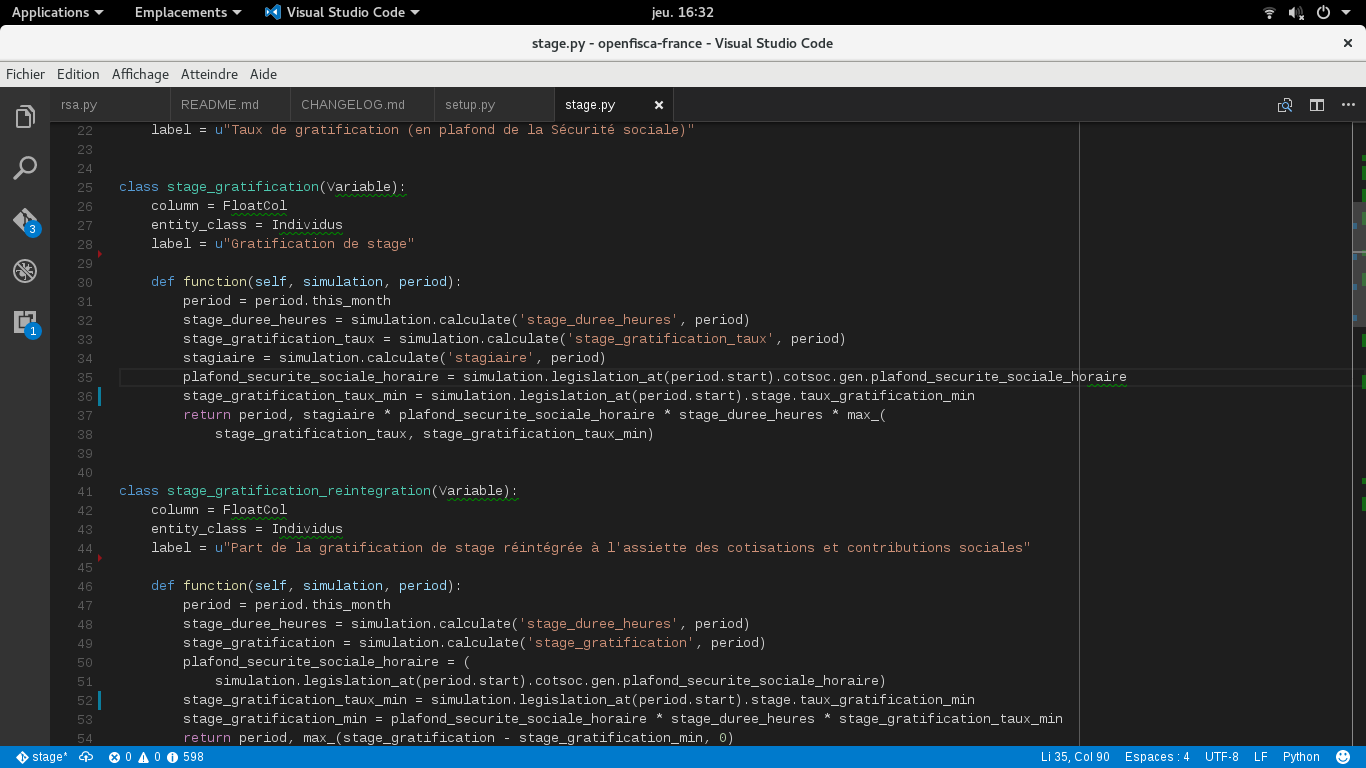 Applications Emplacements Visual Studio Code jeu. 16:32
stage.py - openfisca-france - Visual Studio Code
Fichier Edition Affichage Atteindre Aide
rsa.py README.md CHANGELOG.md setup.py stage.py
22 label = u"Taux de gratification (en plafond de la Sécurité sociale)"
23
24
25 class stage_gratification(Variable):
26 column = FloatCol
27 entity_class = Individus
28 label = u"Gratification de stage"
29
30 def function(self, simulation, period):
31 period = period.this_month
32 stage_duree_heures = simulation.calculate('stage_duree_heures', period)
33 stage_gratification_taux = simulation.calculate('stage_gratification_taux', period)
34 stagiaire = simulation.calculate('stagiaire', period)
35 plafond_securite_sociale_horaire = simulation.legislation_at(period.start).cotsoc.gen.plafond_securite_sociale_horaire
36 stage_gratification_taux_min = simulation.legislation_at(period.start).stage.taux_gratification_min
37 return period, stagiaire * plafond_securite_sociale_horaire * stage_duree_heures * max_(
38 stage_gratification_taux, stage_gratification_taux_min)
39
40
41 class stage_gratification_reintegration(Variable):
42 column = FloatCol
43 entity_class = Individus
44 label = u"Part de la gratification de stage réintégrée à l'assiette des cotisations et contributions sociales"
45
46 def function(self, simulation, period):
47 period = period.this_month
48 stage_duree_heures = simulation.calculate('stage_duree_heures', period)
49 stage_gratification = simulation.calculate('stage_gratification', period)
50 plafond_securite_sociale_horaire = (
51 simulation.legislation_at(period.start).cotsoc.gen.plafond_securite_sociale_horaire)
52 stage_gratification_taux_min = simulation.legislation_at(period.start).stage.taux_gratification_min
53 stage_gratification_min = plafond_securite_sociale_horaire * stage_duree_heures * stage_gratification_taux_min
54 return period, max_(stage_gratification - stage_gratification_min, 0)
3
1
stage* 0 0 598 Li 35, Col 90 Espaces : 4 UTF-8 LF Python